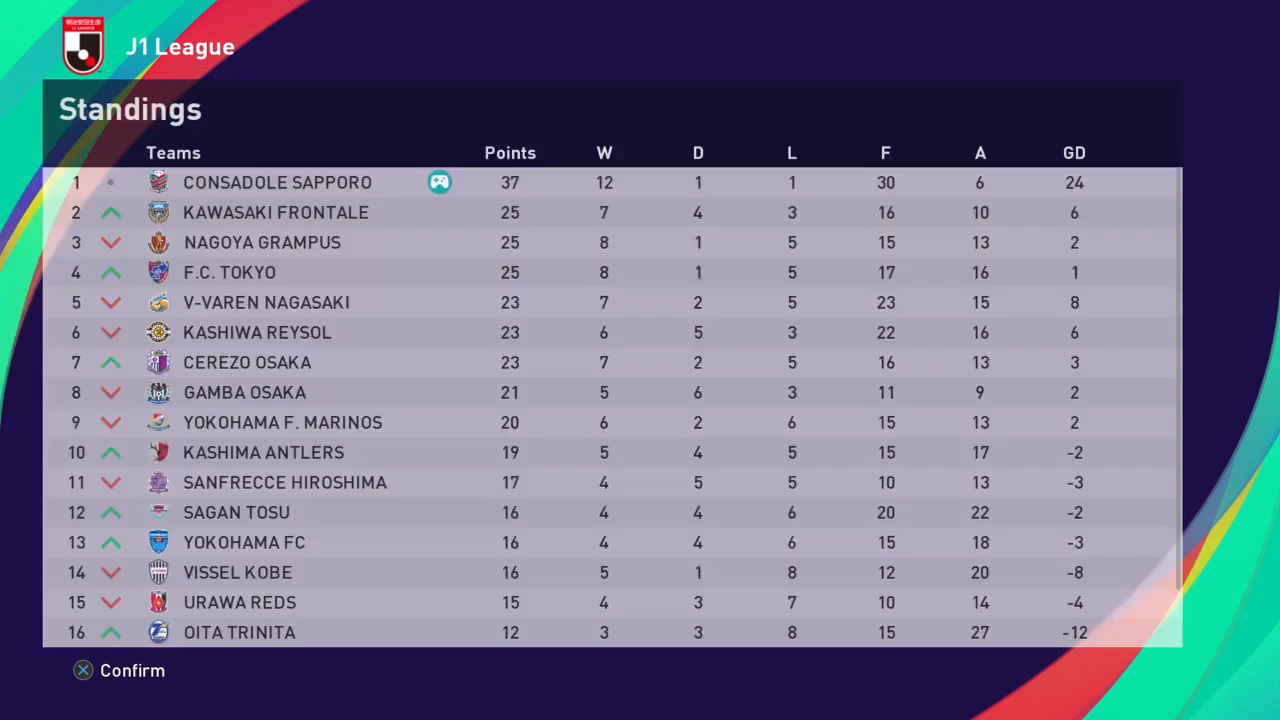 明治安田生命
J1 League
Standings
Teams Points W D L F A GD
1 CONSADOLE SAPPORO 37 12 1 1 30 6 24
2 KAWASAKI FRONTALE 25 7 4 3 16 10 6
3 NAGOYA GRAMPUS 25 8 1 5 15 13 2
4 F.C. TOKYO 25 8 1 5 17 16 1
5 V-VAREN NAGASAKI 23 7 2 5 23 15 8
6 KASHIWA REYSOL 23 6 5 3 22 16 6
7 CEREZO OSAKA 23 7 2 5 16 13 3
8 GAMBA OSAKA 21 5 6 3 11 9 2
9 YOKOHAMA F. MARINOS 20 6 2 6 15 13 2
10 KASHIMA ANTLERS 19 5 4 5 15 17 -2
11 SANFRECCE HIROSHIMA 17 4 5 5 10 13 -3
12 SAGAN TOSU 16 4 4 6 20 22 -2
13 YOKOHAMA FC 16 4 4 6 15 18 -3
14 VISSEL KOBE 16 5 1 8 12 20 -8
15 URAWA REDS 15 4 3 7 10 14 -4
16 OITA TRINITA 12 3 3 8 15 27 -12
Confirm